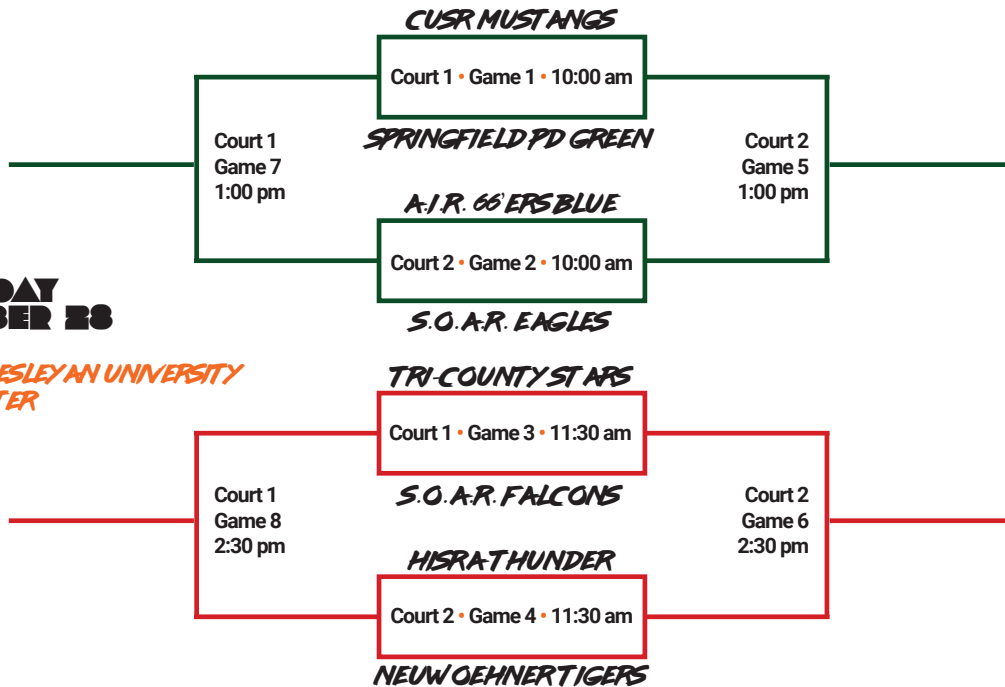 CUSR MUSTANGS
Court 1 • Game 1 • 10:00 am
SPRINGFIELD PD GREEN
Court 1
Game 7
1:00 pm
Court 2
Game 5
1:00 pm
A.I.R. 66'ERS BLUE
Court 2 • Game 2 • 10:00 am
S.O.A.R. EAGLES
DAY
BER 28
ESLEYAN UNIVERSITY
TER
TRI-COUNTY STARS
Court 1 • Game 3 • 11:30 am
S.O.A.R. FALCONS
Court 1
Game 8
2:30 pm
Court 2
Game 6
2:30 pm
HISRA THUNDER
Court 2 • Game 4 • 11:30 am
NEUWOEHNER TIGERS